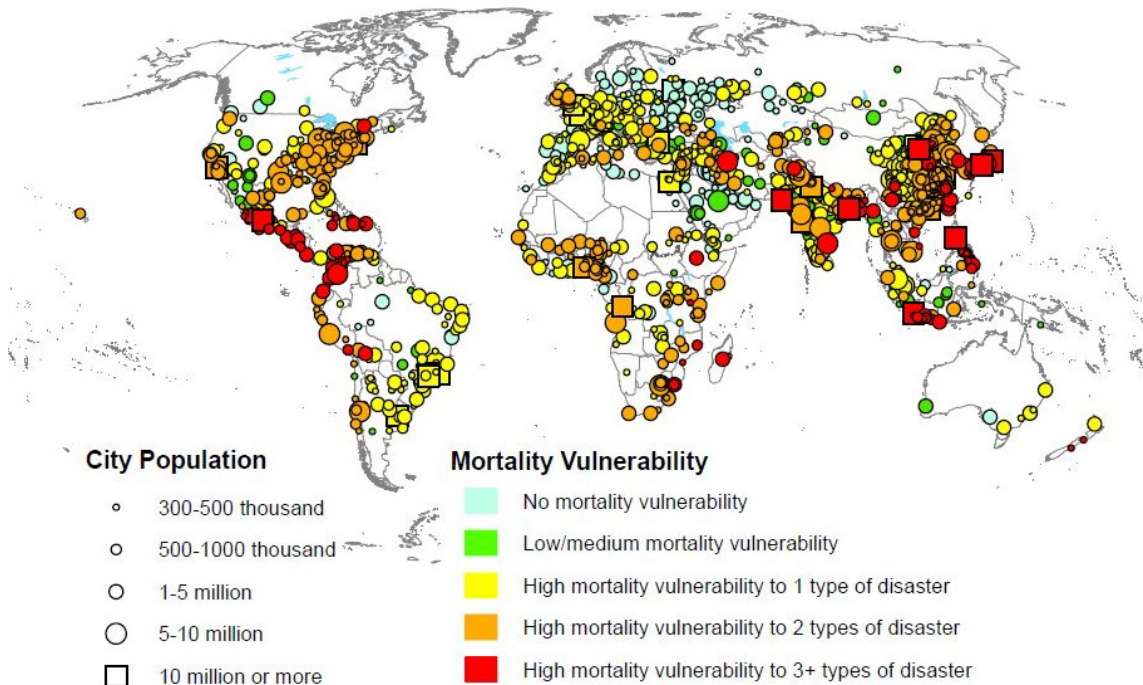 City Population
300-500 thousand
500-1000 thousand
1-5 million
5-10 million
10 million or more
Mortality Vulnerability
No mortality vulnerability
Low/medium mortality vulnerability
High mortality vulnerability to 1 type of disaster
High mortality vulnerability to 2 types of disaster
High mortality vulnerability to 3+ types of disaster